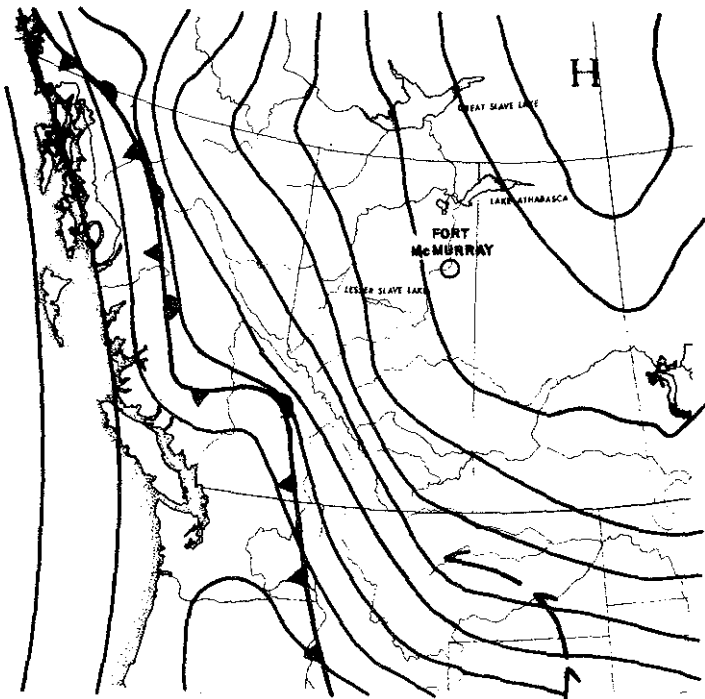 H
GREAT SLAVE LAKE
LAKE ATHABASCA
FORT
McMURRAY
LESSER SLAVE LAKE